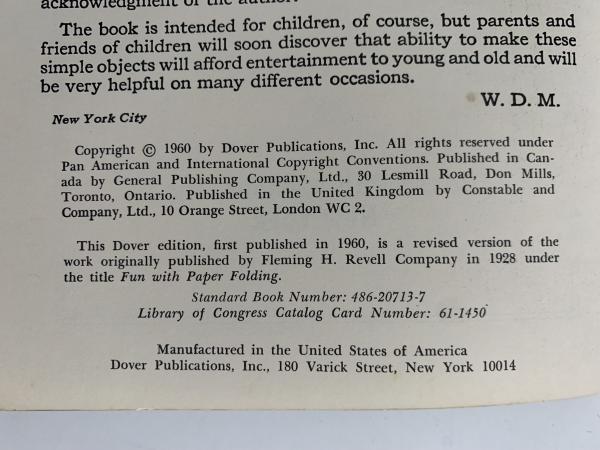 acknowledgment of the author.
The book is intended for children, of course, but parents and
friends of children will soon discover that ability to make these
simple objects will afford entertainment to young and old and will
be very helpful on many different occasions.
W. D. M.
New York City
Copyright © 1960 by Dover Publications, Inc. All rights reserved under
Pan American and International Copyright Conventions. Published in Can-
ada by General Publishing Company, Ltd., 30 Lesmill Road, Don Mills,
Toronto, Ontario. Published in the United Kingdom by Constable and
Company, Ltd., 10 Orange Street, London WC 2.
This Dover edition, first published in 1960, is a revised version of the
work originally published by Fleming H. Revell Company in 1928 under
the title Fun with Paper Folding.
Standard Book Number: 486-20713-7
Library of Congress Catalog Card Number: 61-1450
Manufactured in the United States of America
Dover Publications, Inc., 180 Varick Street, New York 10014